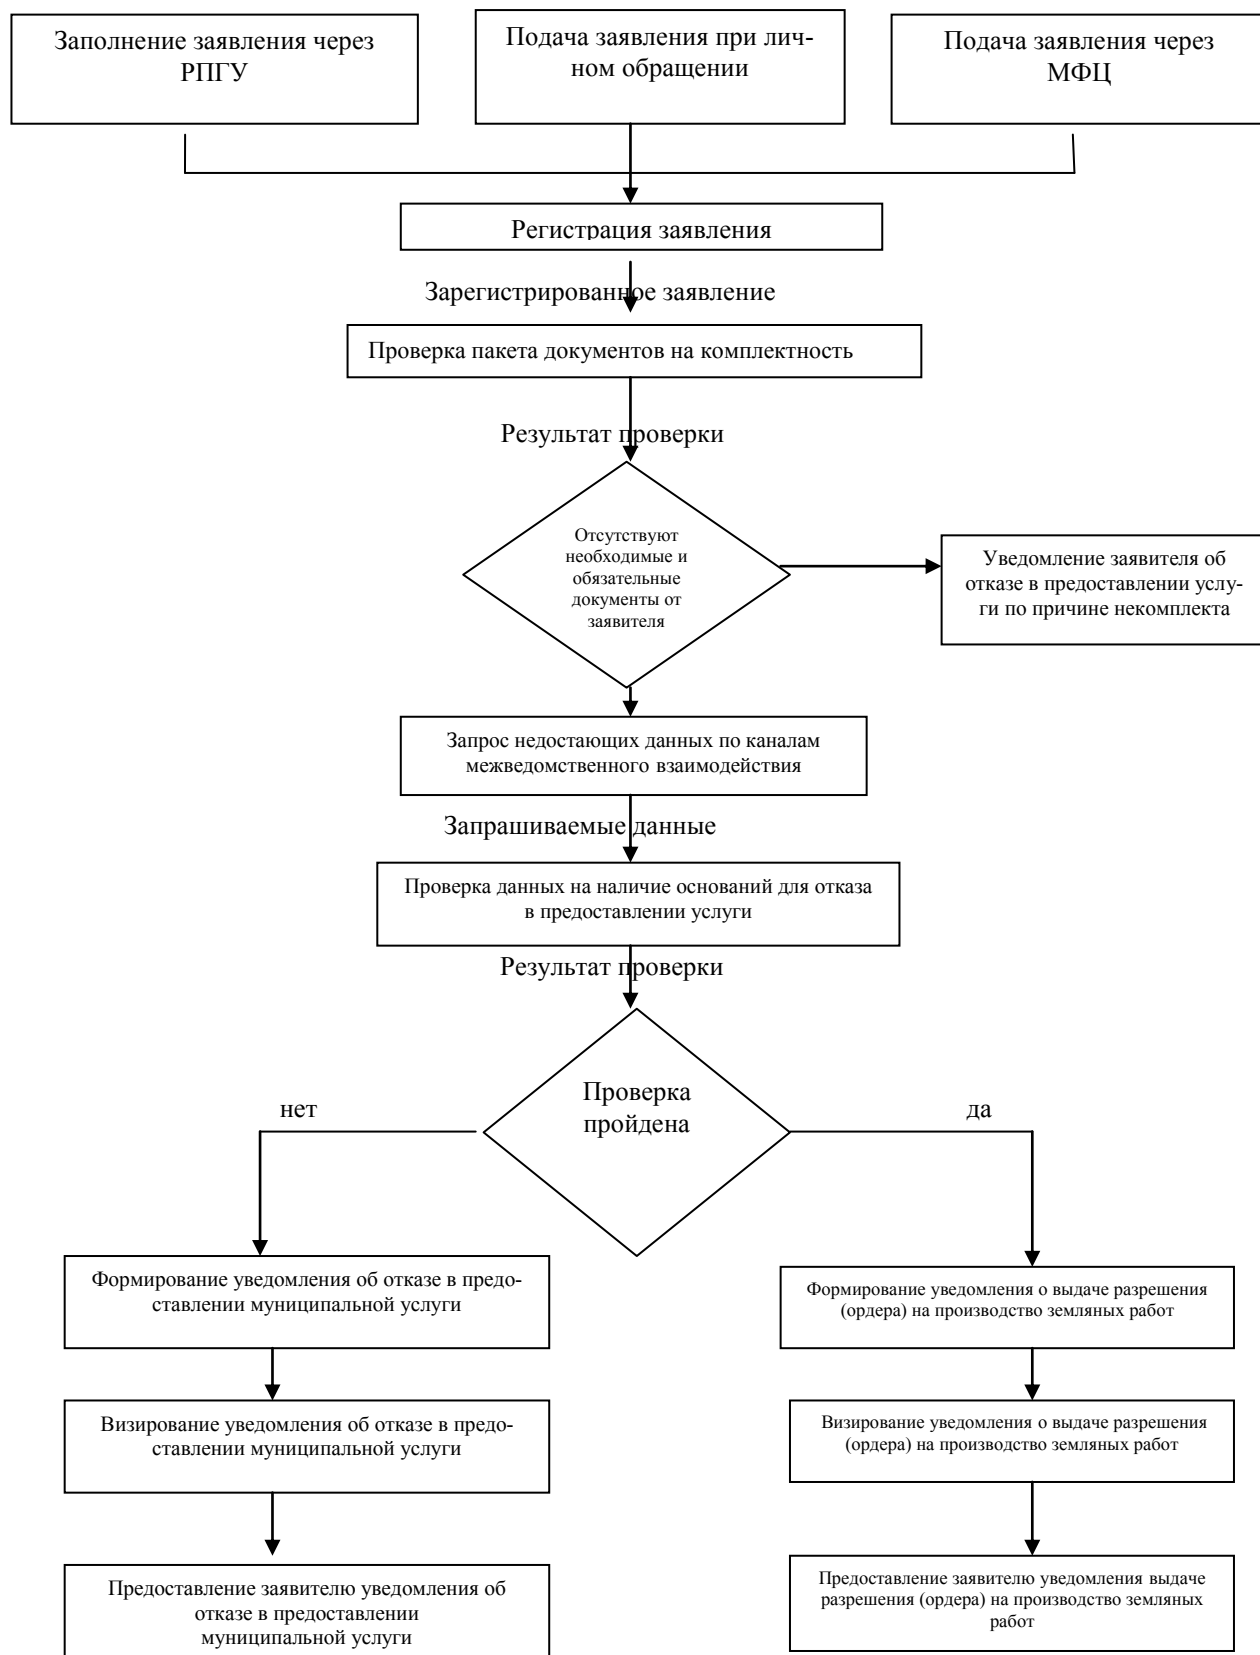 Заполнение заявления через
РПГУ
Подача заявления при лич-
ном обращении
Подача заявления через
МФЦ
Регистрация заявления
Зарегистрированное заявление
Проверка пакета документов на комплектность
Результат проверки
Отсутствуют
необходимые и
обязательные
документы от
заявителя
Уведомление заявителя об
отказе в предоставлении услу-
ги по причине некомплекта
Запрос недостающих данных по каналам
межведомственного взаимодействия
Запрашиваемые данные
Проверка данных на наличие оснований для отказа
в предоставлении услуги
Результат проверки
Проверка
пройдена
нет
да
Формирование уведомления об отказе в предо-
ставлении муниципальной услуги
Формирование уведомления о выдаче разрешения
(ордера) на производство земляных работ
Визирование уведомления об отказе в предо-
ставлении муниципальной услуги
Визирование уведомления о выдаче разрешения
(ордера) на производство земляных работ
Предоставление заявителю уведомления об
отказе в предоставлении
муниципальной услуги
Предоставление заявителю уведомления выдаче
разрешения (ордера) на производство земляных
работ